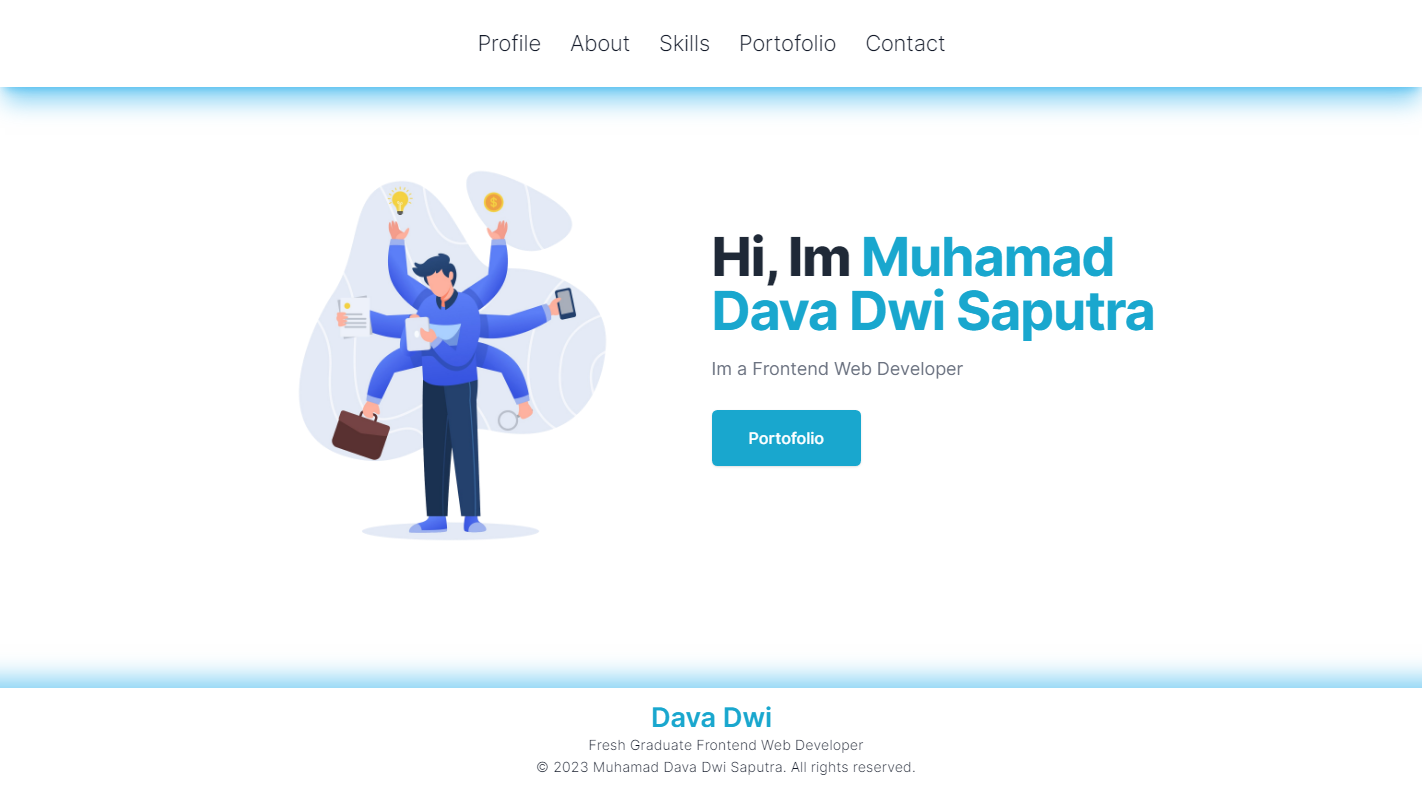 Profile About Skills Portofolio Contact
Hi, Im Muhamad
Dava Dwi Saputra
Im a Frontend Web Developer
Portofolio
Dava Dwi
Fresh Graduate Frontend Web Developer
© 2023 Muhamad Dava Dwi Saputra. All rights reserved.